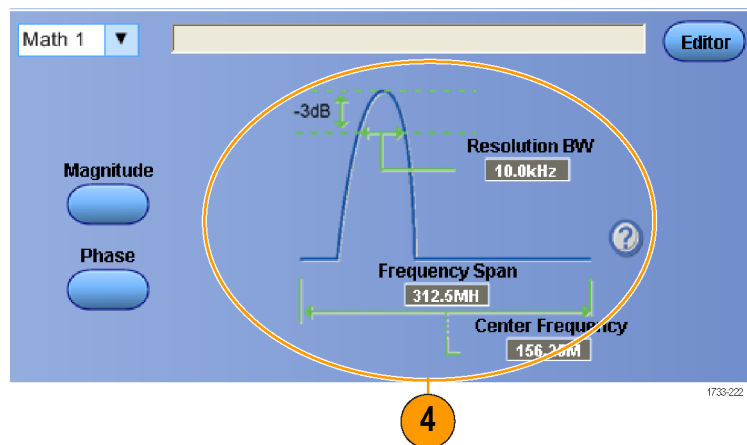 Math 1
Editor
-3dB
Resolution BW
10.0kHz
Magnitude
Phase
Frequency Span
312.5MH
Center Frequency
156.25M
?
4
1733-222